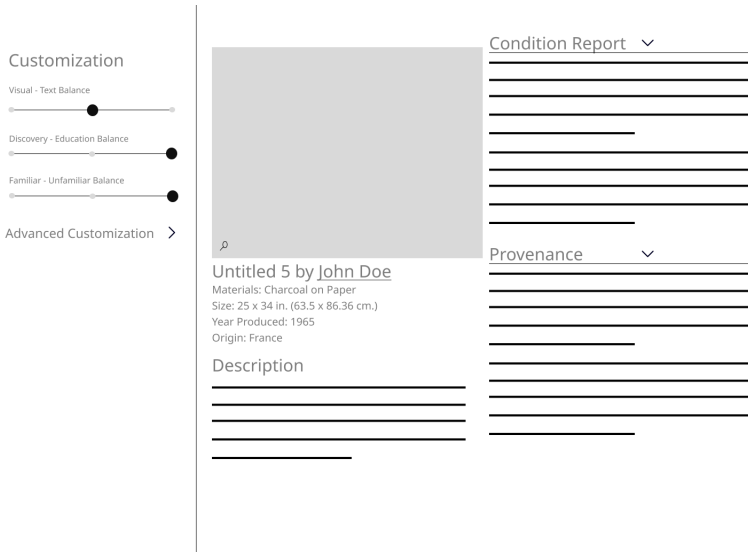 Customization
Visual - Text Balance
Discovery - Education Balance
Familiar - Unfamiliar Balance
Advanced Customization
Untitled 5 by John Doe
Materials: Charcoal on Paper
Size: 25 x 34 in. (63.5 x 86.36 cm.)
Year Produced: 1965
Origin: France
Description
Condition Report
Provenance